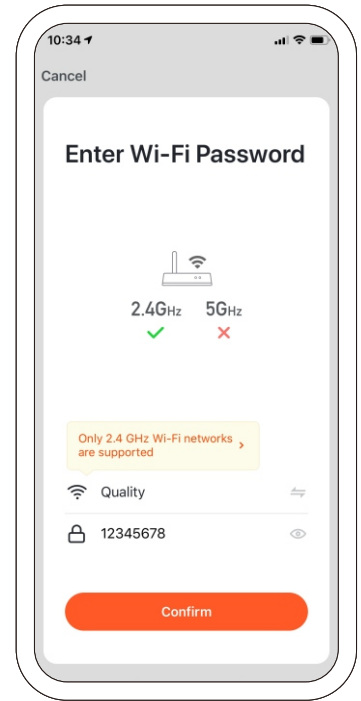 10:34
Cancel
Enter Wi-Fi Password
2.4GHz 5GHz
Only 2.4 GHz Wi-Fi networks
are supported
Quality
12345678
Confirm